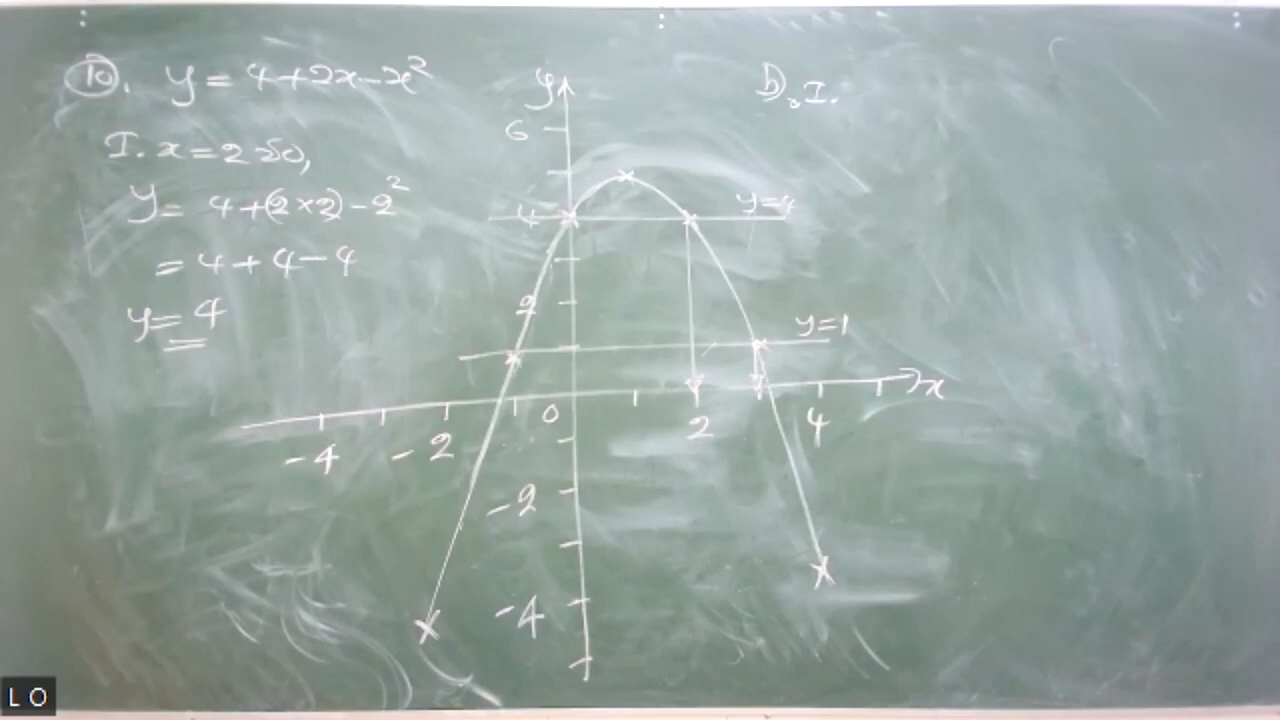 10. y = 4+2x-x²
I. x=2 so,
y= 4+(2×2)-2²
=4+4-4
y=4
b). I.
y
6
4
y=4
2
y=1
x
0
-4
-2
2
4
-2
-4
L O